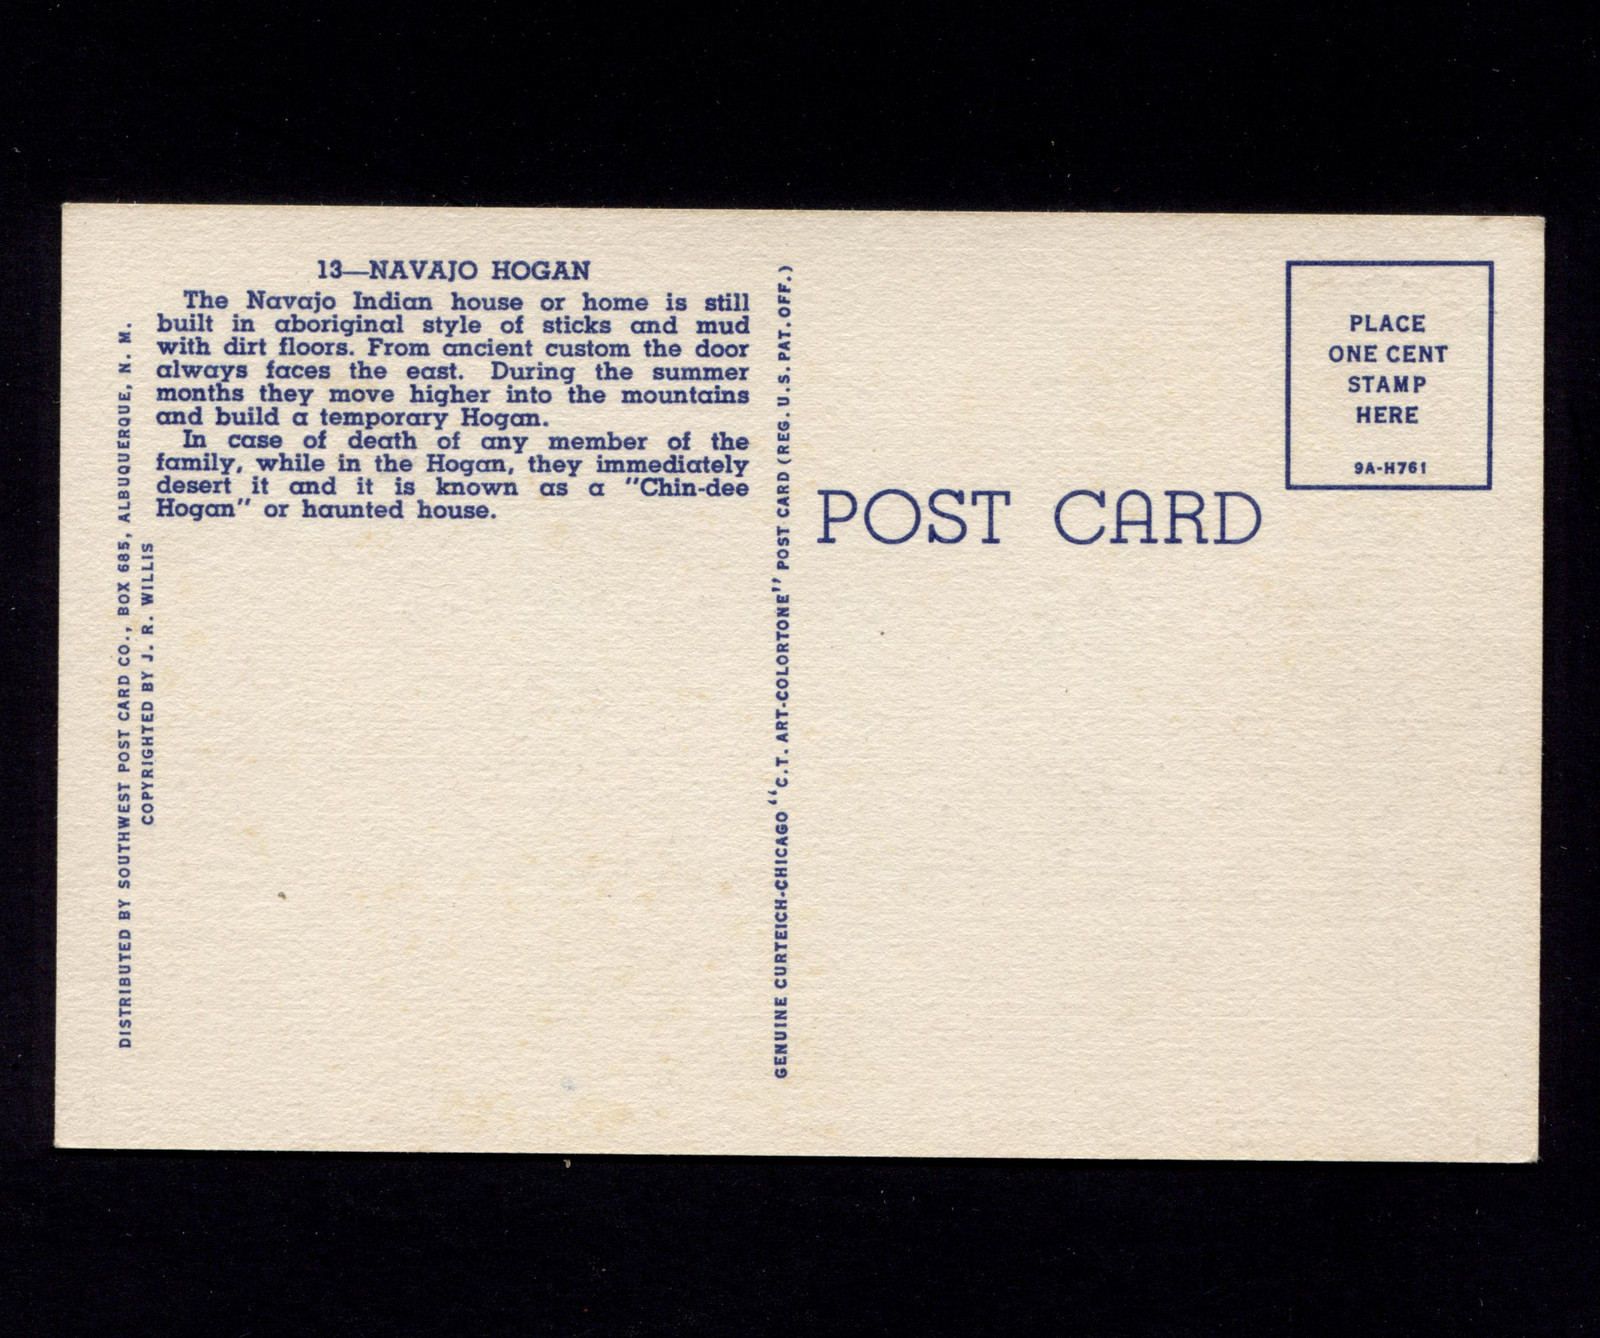 13—NAVAJO HOGAN
The Navajo Indian house or home is still
built in aboriginal style of sticks and mud
with dirt floors. From ancient custom the door
always faces the east. During the summer
months they move higher into the mountains
and build a temporary Hogan.
In case of death of any member of the
family, while in the Hogan, they immediately
desert it and it is known as a "Chin-dee
Hogan" or haunted house.
DISTRIBUTED BY SOUTHWEST POST CARD CO., BOX 685, ALBUQUERQUE, N. M.
COPYRIGHTED BY J. R. WILLIS
GENUINE CURTEICH-CHICAGO "C.T. ART-COLORTONE" POST CARD (REG. U.S. PAT. OFF.)
POST CARD
PLACE
ONE CENT
STAMP
HERE
9A-H761